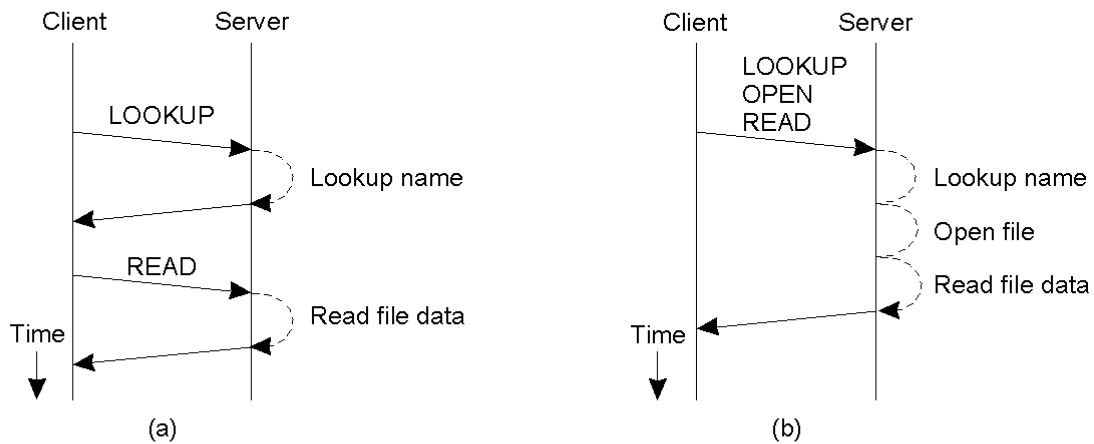 Client Server
LOOKUP
Lookup name
READ
Read file data
Time
(a)
Client Server
LOOKUP
OPEN
READ
Lookup name
Open file
Read file data
Time
(b)